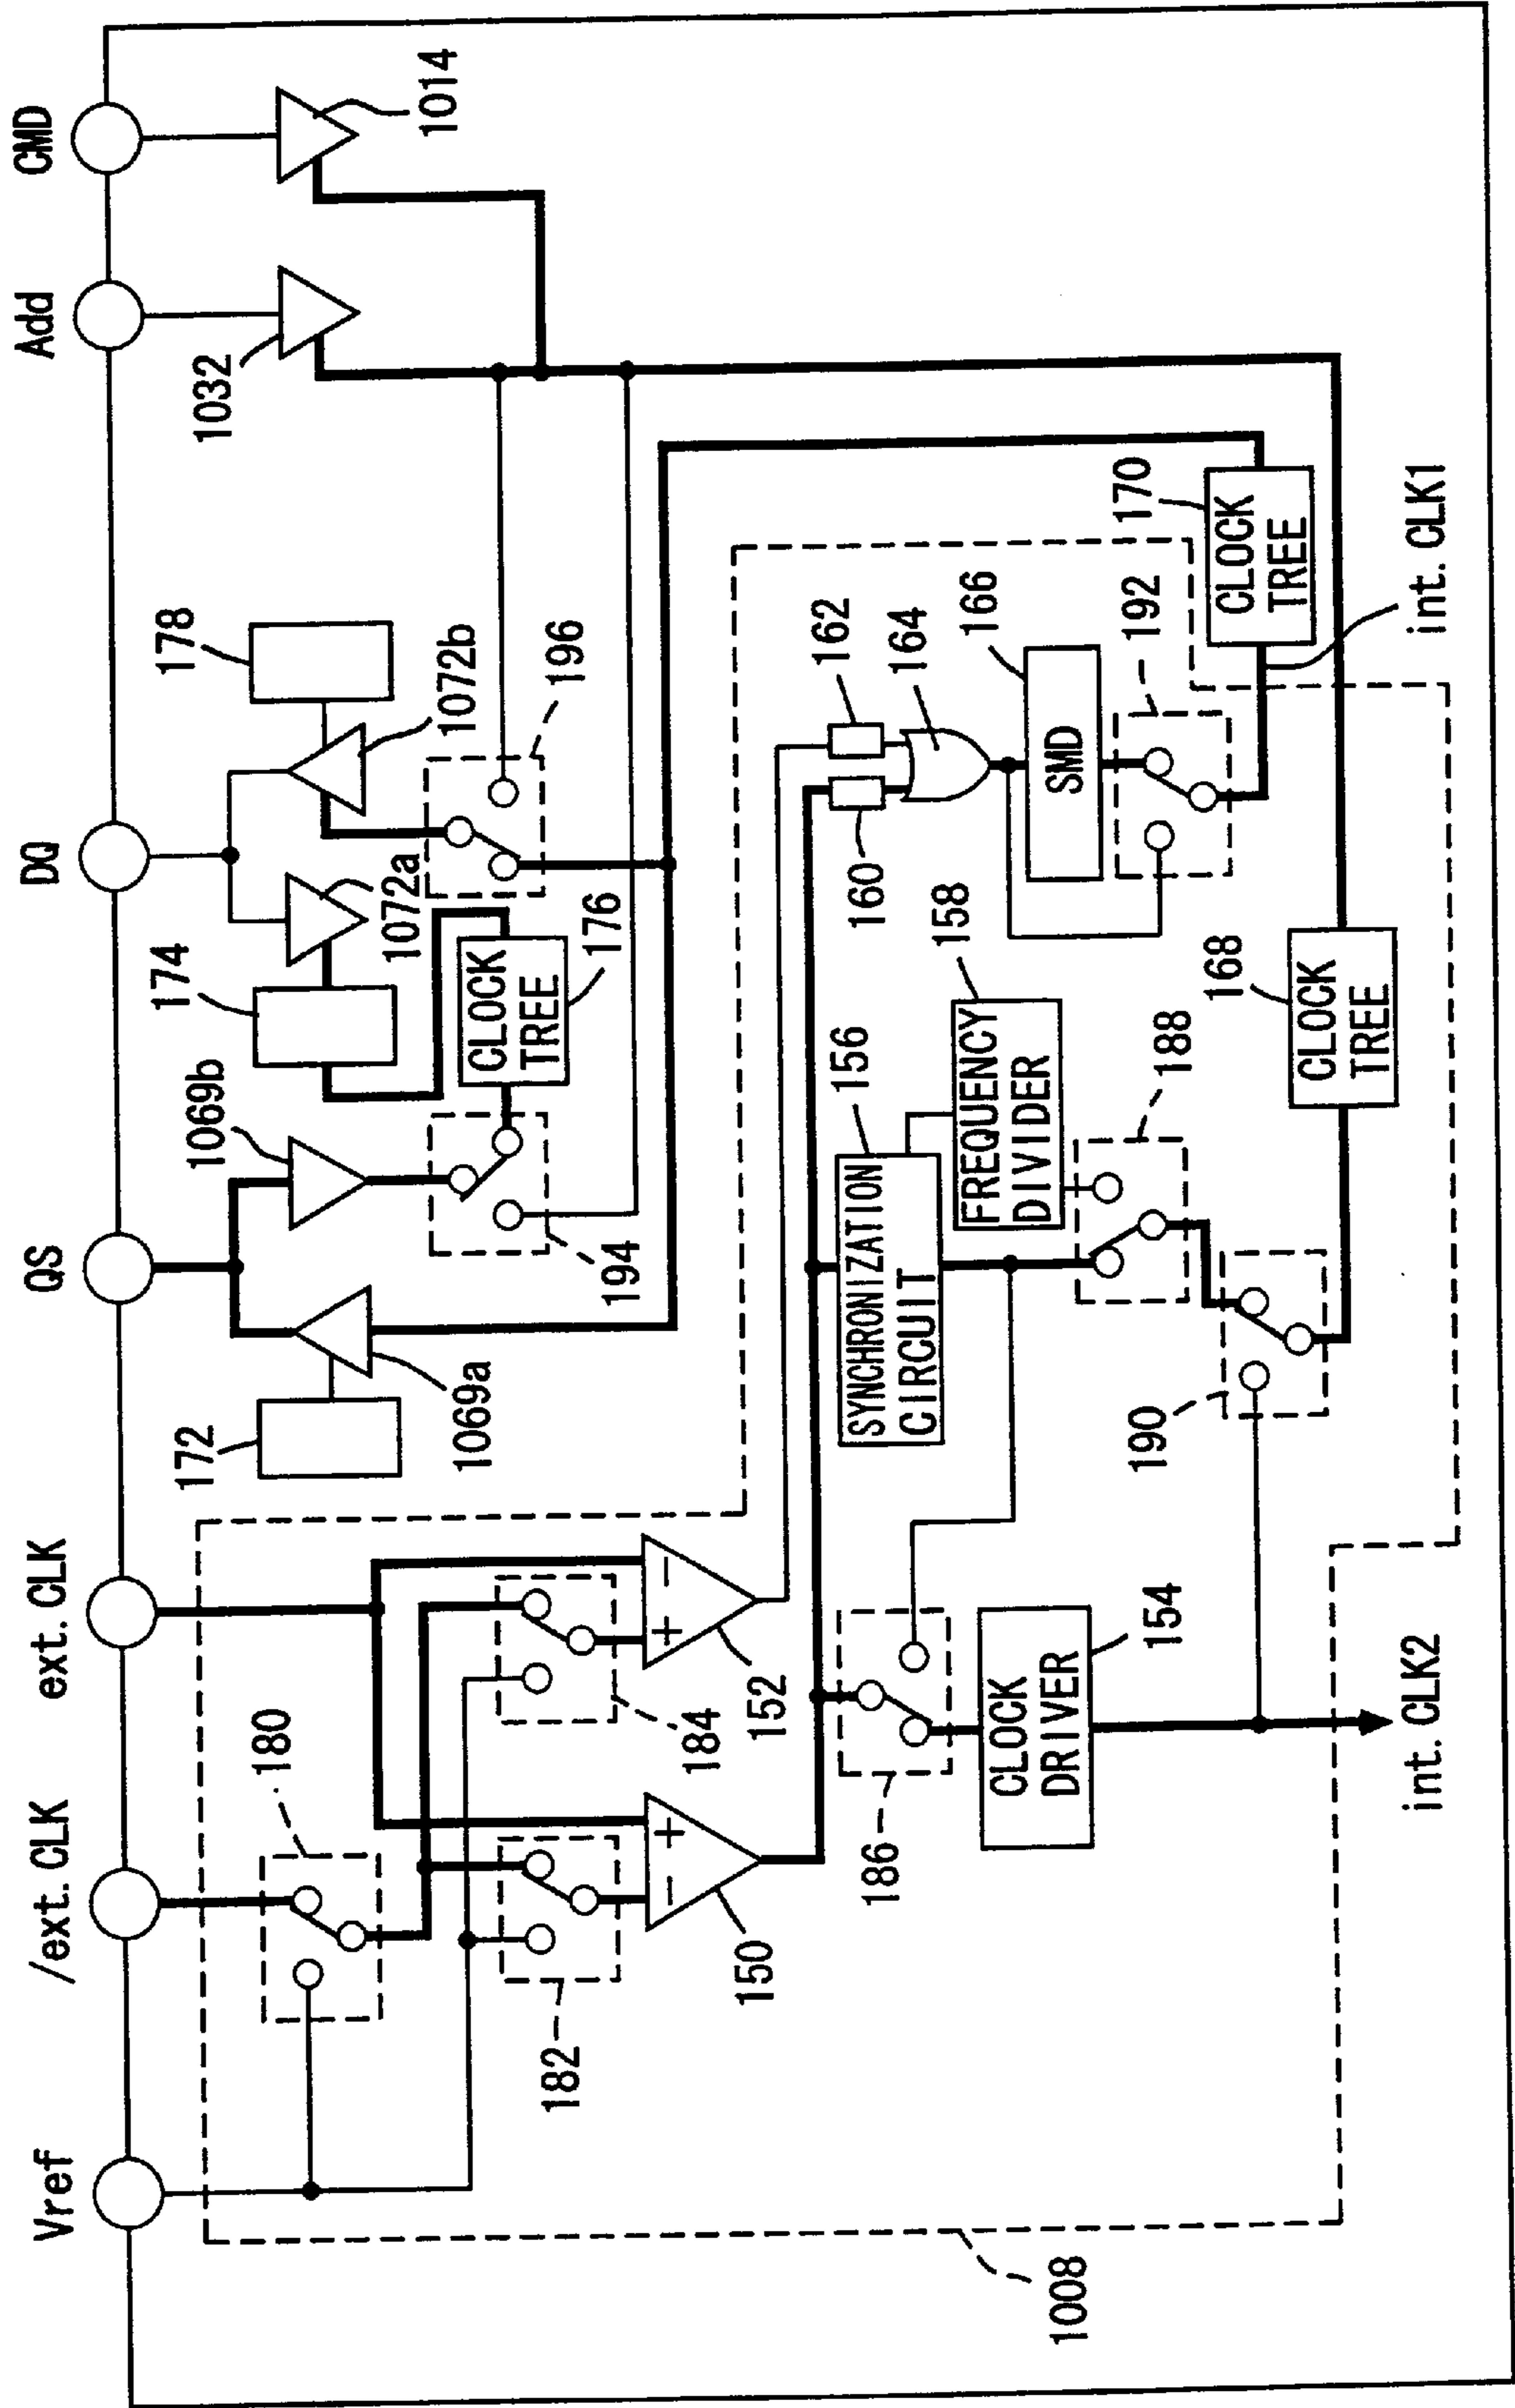 Vref
/ext.CLK
ext.CLK
QS
DQ
Add
CMD
172
1069a
1069b
174
1072a
1072b
178
1032
1014
180
194
CLOCK
TREE
176
196
182
184
150
152
160
162
164
SMD
166
192
CLOCK
TREE
170
int.CLK1
SYNCHRONIZATION
CIRCUIT
156
FREQUENCY
DIVIDER
158
188
190
CLOCK
TREE
168
186
CLOCK
DRIVER
154
int.CLK2
1008
+
−
+
−